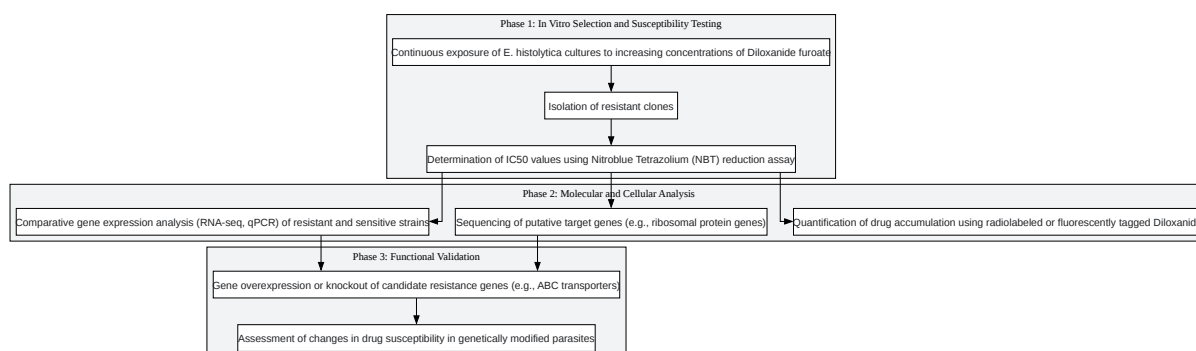 Phase 1: In Vitro Selection and Susceptibility Testing
Continuous exposure of E. histolytica cultures to increasing concentrations of Diloxanide furoate
Isolation of resistant clones
Determination of IC50 values using Nitroblue Tetrazolium (NBT) reduction assay
Phase 2: Molecular and Cellular Analysis
Comparative gene expression analysis (RNA-seq, qPCR) of resistant and sensitive strains
Sequencing of putative target genes (e.g., ribosomal protein genes)
Quantification of drug accumulation using radiolabeled or fluorescently tagged Diloxanid
Phase 3: Functional Validation
Gene overexpression or knockout of candidate resistance genes (e.g., ABC transporters)
Assessment of changes in drug susceptibility in genetically modified parasites